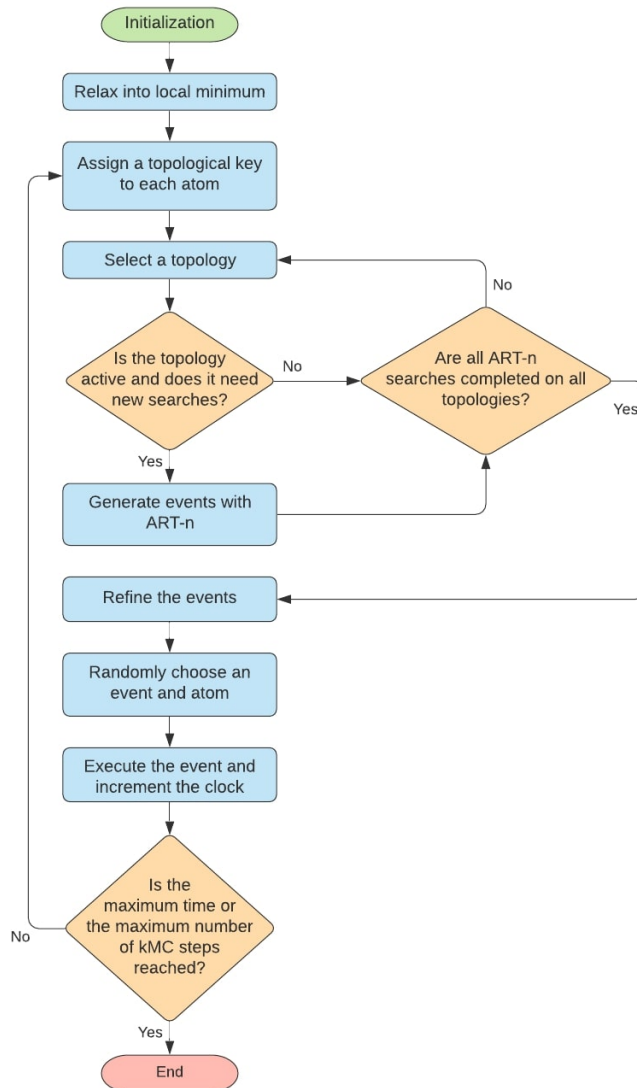 Initialization
Relax into local minimum
Assign a topological key
to each atom
Select a topology
No
Is the topology
active and does it need
new searches?
No
Are all ART-n
searches completed on all
topologies?
Yes
Yes
Generate events with
ART-n
Refine the events
Randomly choose an
event and atom
Execute the event and
increment the clock
Is the
maximum time or
the maximum number
of kMC steps
reached?
No
Yes
End